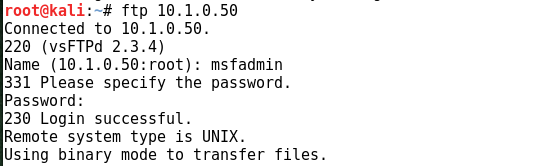 root@kali:~# ftp 10.1.0.50
Connected to 10.1.0.50.
220 (vsFTPd 2.3.4)
Name (10.1.0.50:root): msfadmin
331 Please specify the password.
Password:
230 Login successful.
Remote system type is UNIX.
Using binary mode to transfer files.